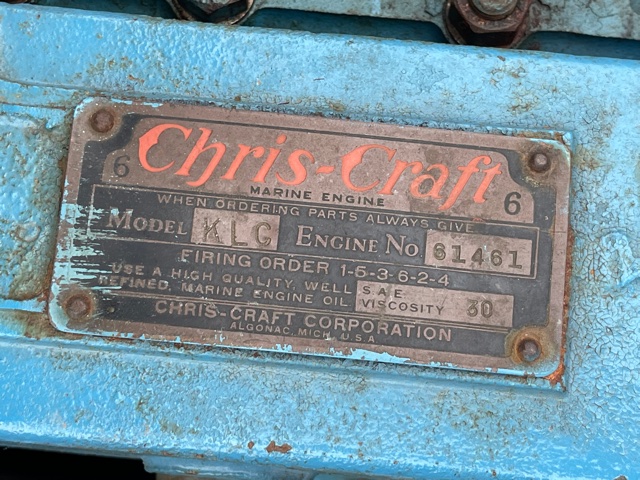 Chris-Craft
6 MARINE ENGINE 6
WHEN ORDERING PARTS ALWAYS GIVE
MODEL KLC ENGINE NO. 61461
FIRING ORDER 1-5-3-6-2-4
USE A HIGH QUALITY, WELL
REFINED, MARINE ENGINE OIL
S.A.E.
VISCOSITY 30
CHRIS-CRAFT CORPORATION
ALGONAC, MICH., U.S.A.